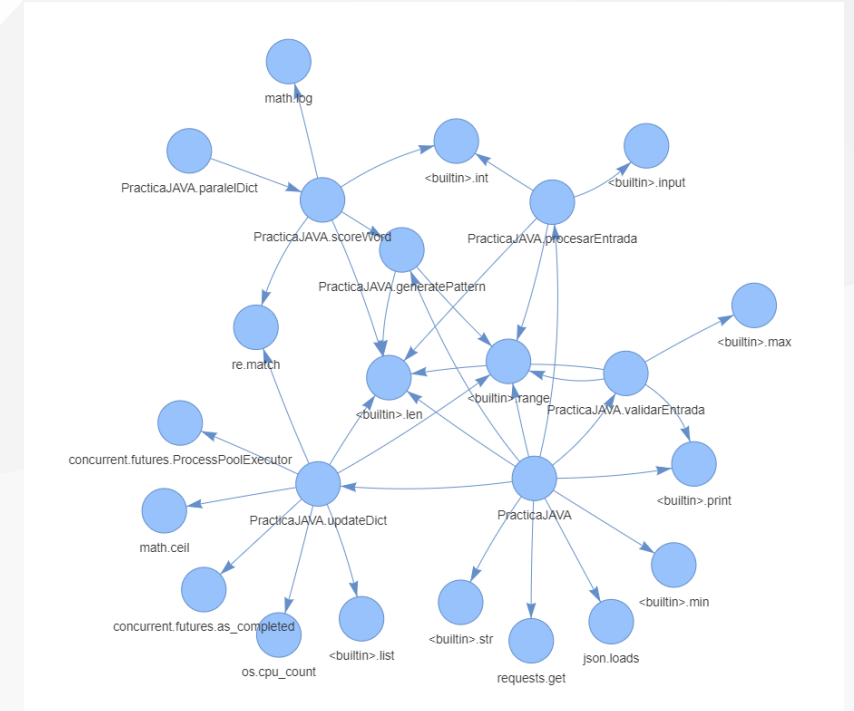 math.log
PracticaJAVA.paralelDict
<builtin>.int
<builtin>.input
PracticaJAVA.scoreWord
PracticaJAVA.procesarEntrada
PracticaJAVA.generatePattern
<builtin>.max
re.match
<builtin>.range
PracticaJAVA.validarEntrada
<builtin>.len
concurrent.futures.ProcessPoolExecutor
<builtin>.print
PracticaJAVA
PracticaJAVA.updateDict
math.ceil
<builtin>.min
concurrent.futures.as_completed
<builtin>.str
<builtin>.list
json.loads
os.cpu_count
requests.get